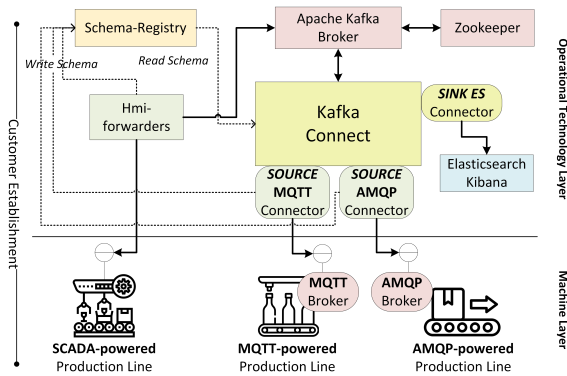 Schema-Registry
Apache Kafka
Broker
Zookeeper
Write Schema
Read Schema
Hmi-
forwarders
Kafka
Connect
SINK ES
Connector
Elasticsearch
Kibana
SOURCE
MQTT
Connector
SOURCE
AMQP
Connector
Customer Establishment
Operational Technology Layer
Machine Layer
MQTT
Broker
AMQP
Broker
SCADA-powered
Production Line
MQTT-powered
Production Line
AMQP-powered
Production Line